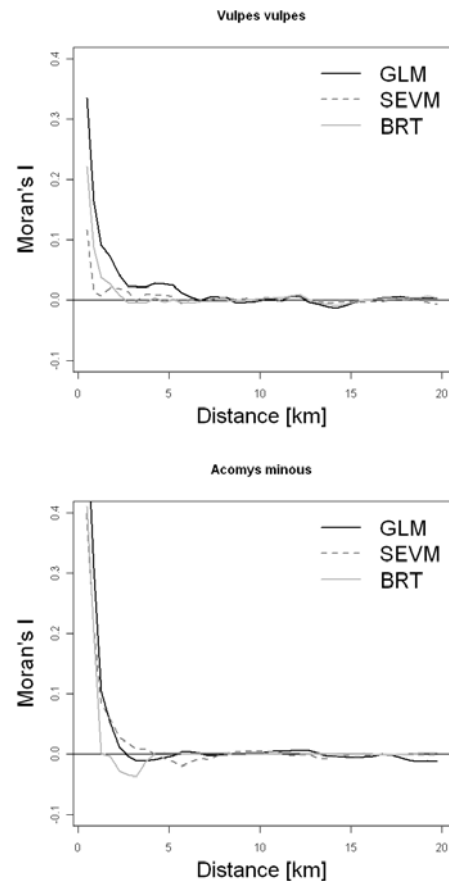 Vulpes vulpes
GLM
SEVM
BRT
Moran's I
0.4
0.3
0.2
0.1
0.0
-0.1
0 5 10 15 20
Distance [km]
Acomys minous
GLM
SEVM
BRT
Moran's I
0.4
0.3
0.2
0.1
0.0
-0.1
0 5 10 15 20
Distance [km]